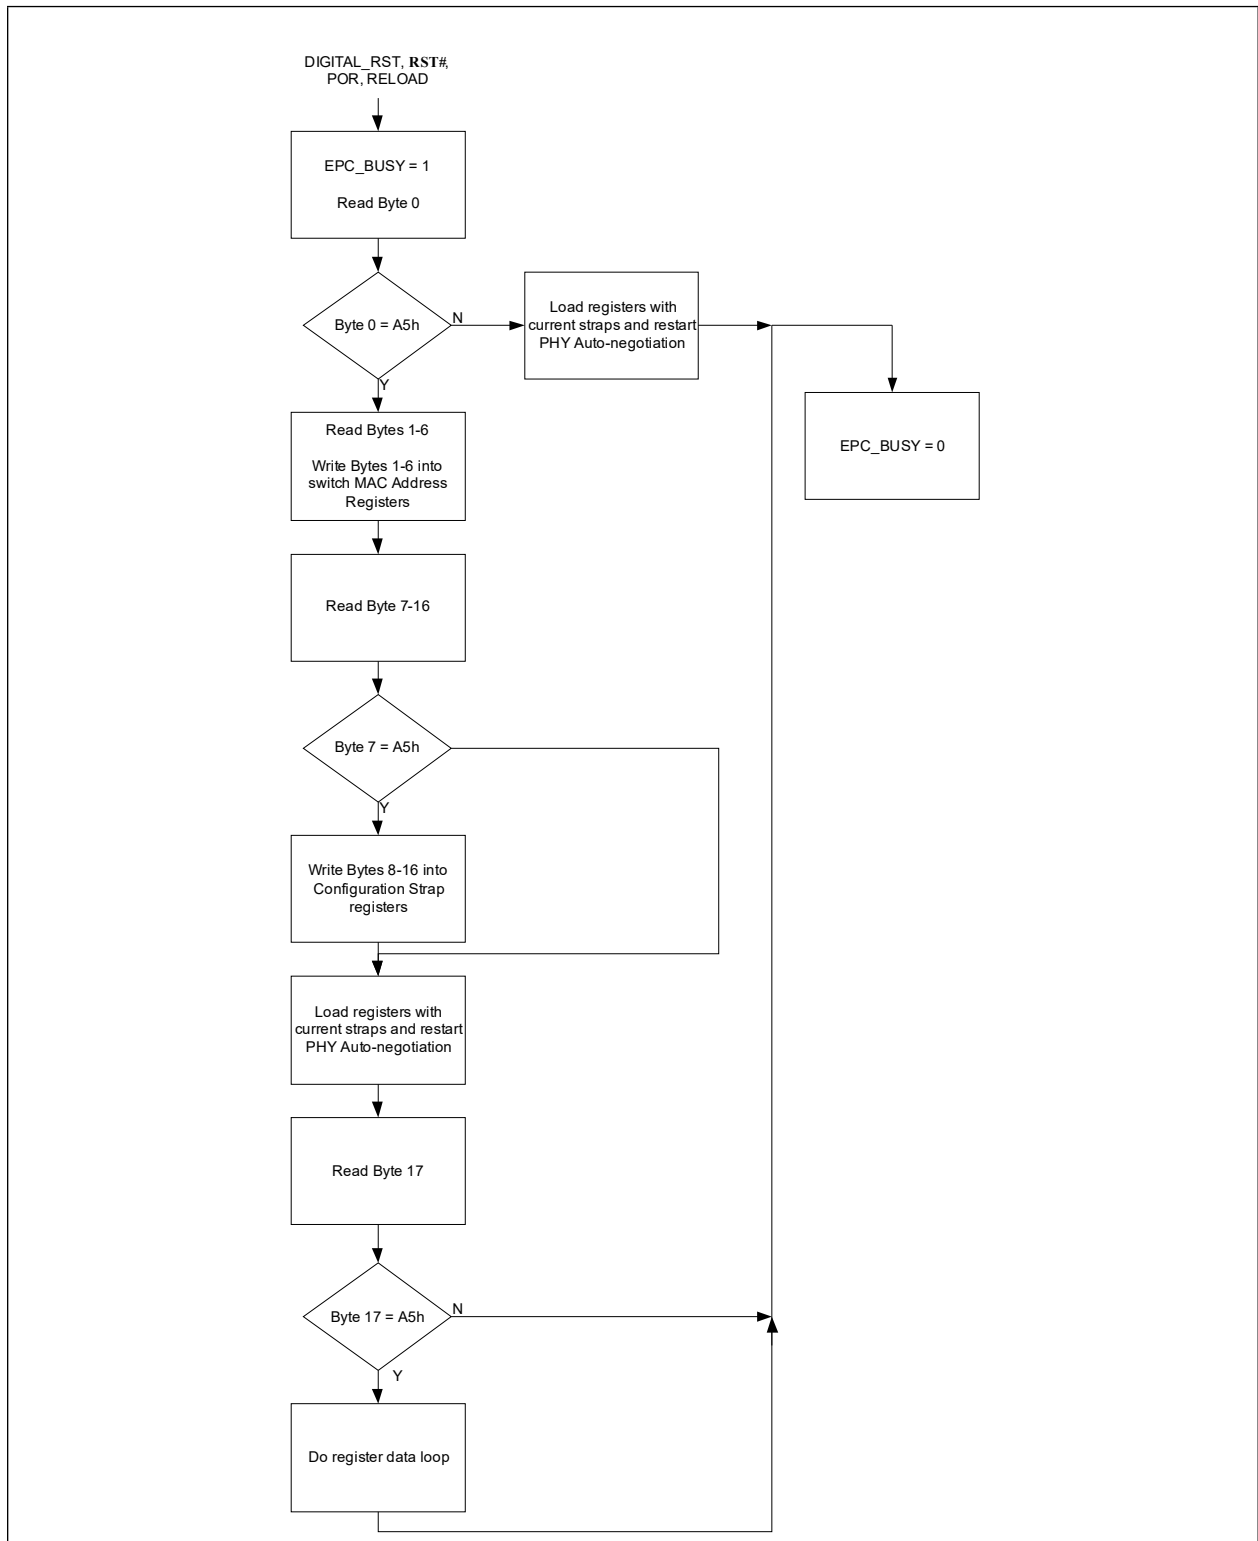 DIGITAL_RST, RST#,
POR, RELOAD
EPC_BUSY = 1
Read Byte 0
Byte 0 = A5h
N
Load registers with
current straps and restart
PHY Auto-negotiation
Y
EPC_BUSY = 0
Read Bytes 1-6
Write Bytes 1-6 into
switch MAC Address
Registers
Read Byte 7-16
Byte 7 = A5h
Y
Write Bytes 8-16 into
Configuration Strap
registers
Load registers with
current straps and restart
PHY Auto-negotiation
Read Byte 17
Byte 17 = A5h
N
Y
Do register data loop